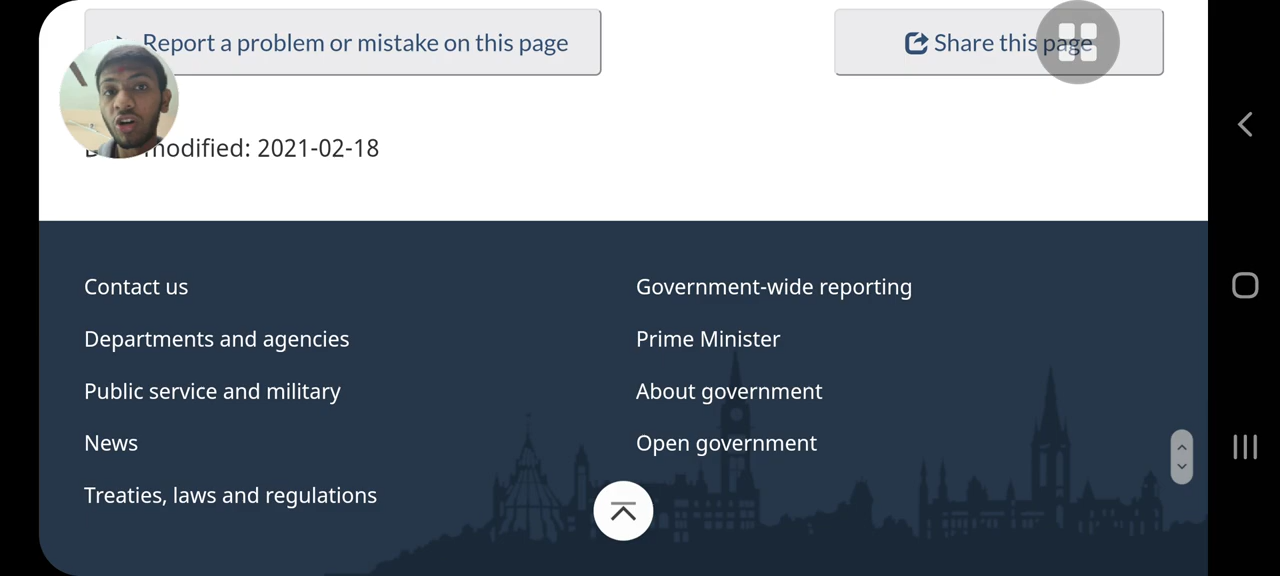 Report a problem or mistake on this page
Share this page
modified: 2021-02-18
Contact us
Government-wide reporting
Departments and agencies
Prime Minister
Public service and military
About government
News
Open government
Treaties, laws and regulations